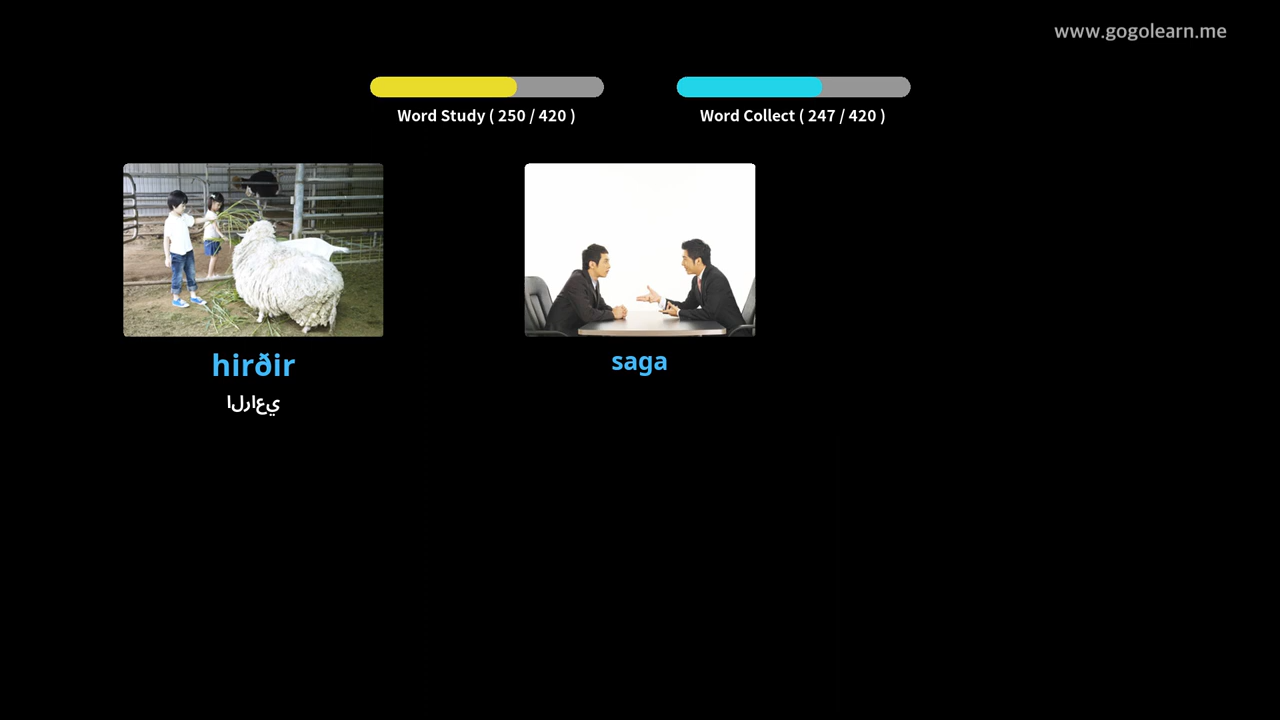 www.gogolearn.me
Word Study ( 250 / 420 )
Word Collect ( 247 / 420 )
hirðir
saga
الراعي